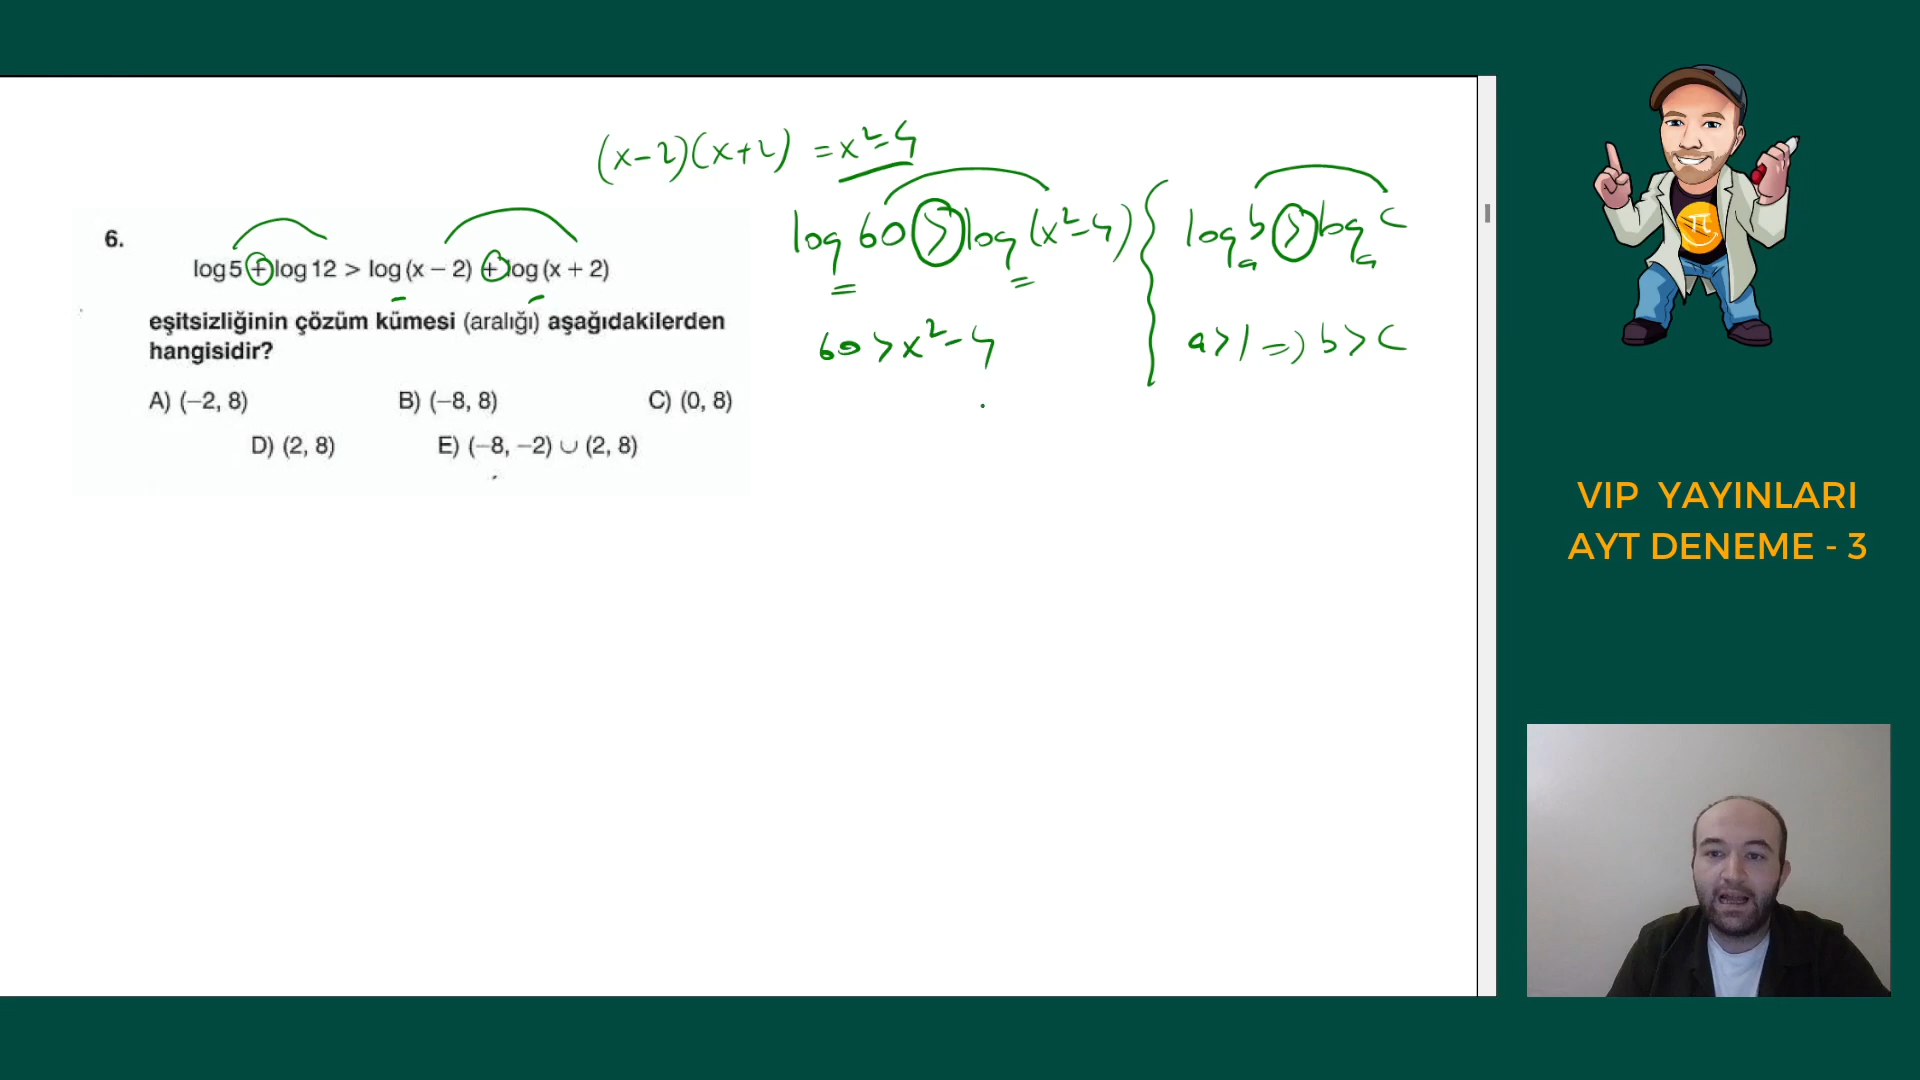 (x-2)(x+2) = x²-4
log 60 > log (x²-4) log_a b > log_a c
60 > x²-4
a > 1 => b > c
6.
log 5 + log 12 > log (x − 2) + log (x + 2)
eşitsizliğinin çözüm kümesi (aralığı) aşağıdakilerden
hangisidir?
A) (−2, 8) B) (−8, 8) C) (0, 8)
D) (2, 8) E) (−8, −2) ∪ (2, 8)
π
VIP YAYINLARI
AYT DENEME - 3